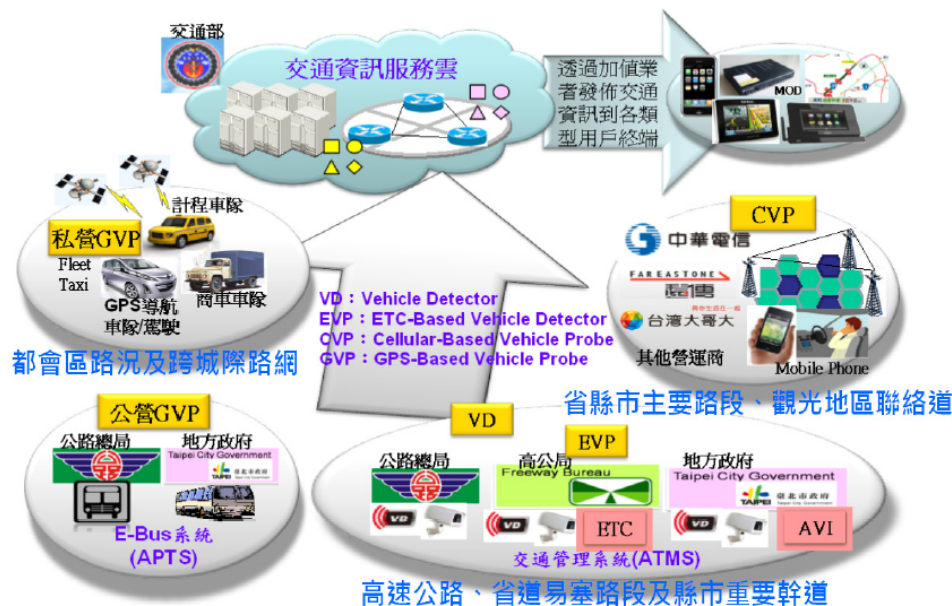 交通部
交通資訊服務雲
透過加值業
者發佈交通
資訊到各類
型用戶終端
MOD
私營GVP
計程車隊
Fleet
Taxi
GPS導航
車隊/駕駛
商車車隊
都會區路況及跨城際路網
VD：Vehicle Detector
EVP：ETC-Based Vehicle Detector
CVP：Cellular-Based Vehicle Probe
GVP：GPS-Based Vehicle Probe
CVP
中華電信
FAREASTONE
遠傳
台灣大哥大
其他營運商
Mobile Phone
省縣市主要路段、觀光地區聯絡道
公營GVP
公路總局
地方政府
Taipei City Government
TAIPEI
臺北市政府
E-Bus系統
(APTS)
VD
EVP
公路總局
高公局
Freeway Bureau
地方政府
Taipei City Government
TAIPEI
臺北市政府
VD
VD
ETC
VD
AVI
交通管理系統(ATMS)
高速公路、省道易塞路段及縣市重要幹道